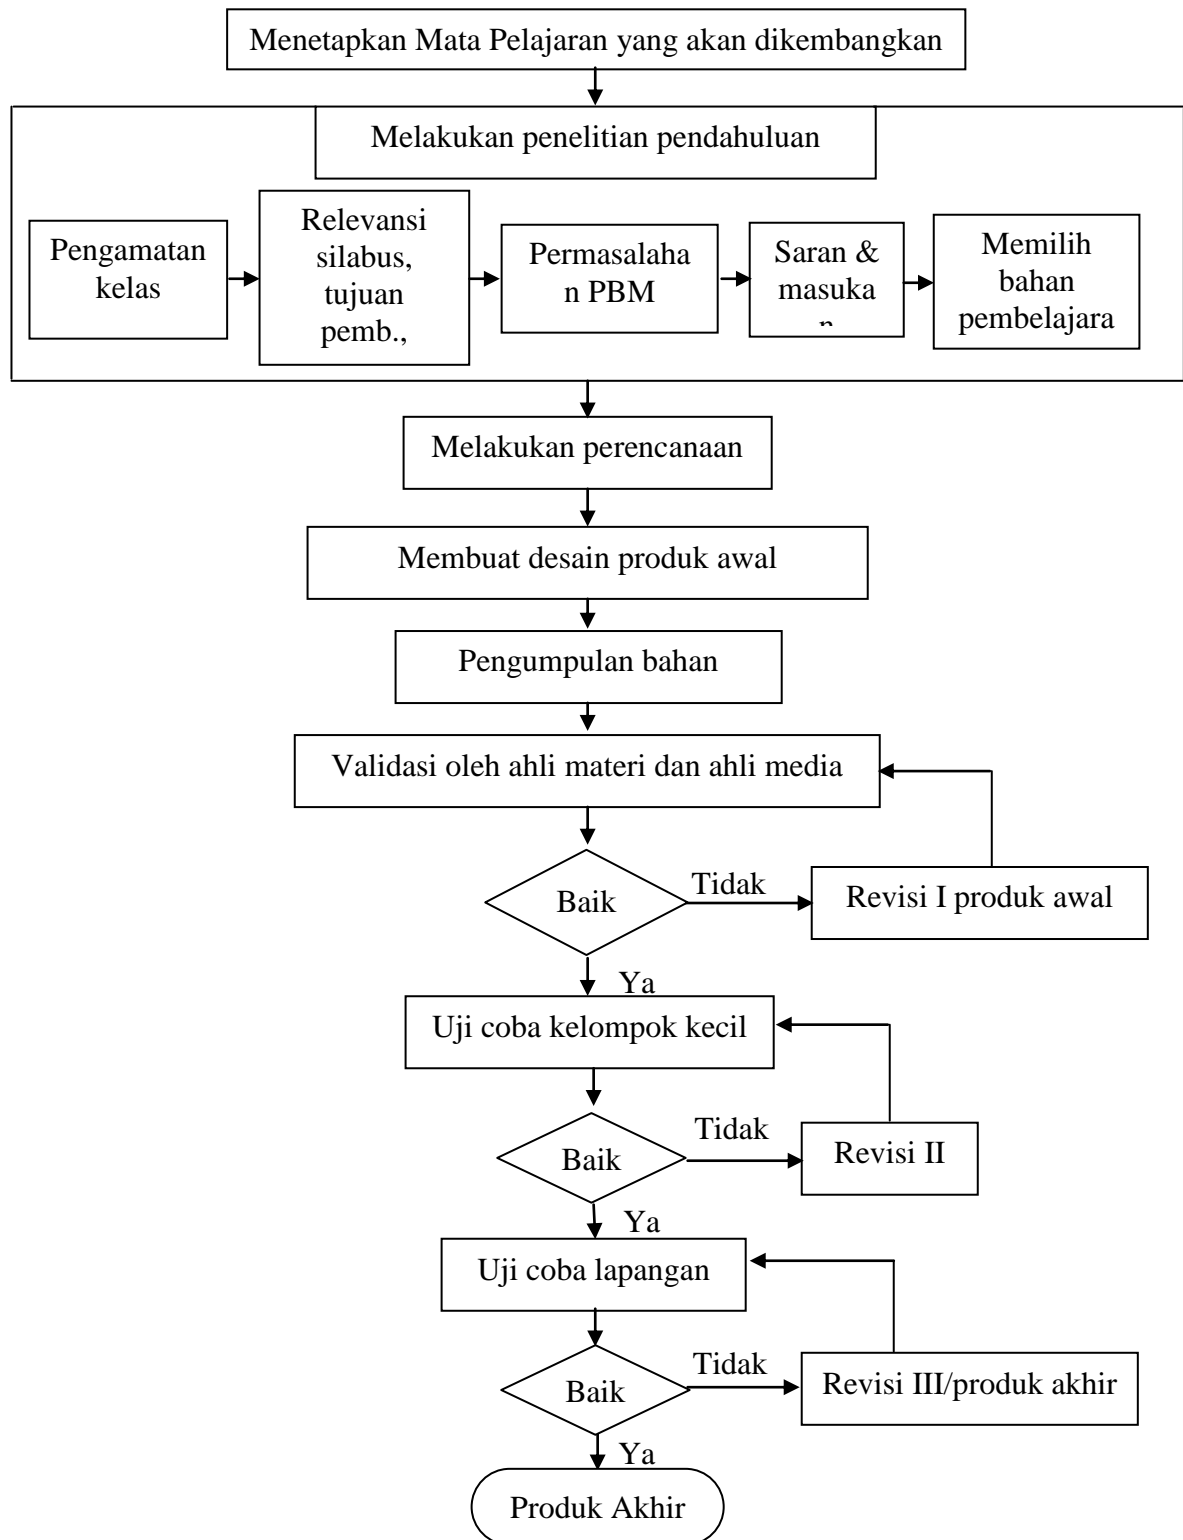 Menetapkan Mata Pelajaran yang akan dikembangkan
Melakukan penelitian pendahuluan
Pengamatan
kelas
Relevansi
silabus,
tujuan
pemb.,
Permasalaha
n PBM
Saran &
masuka
n
Memilih
bahan
pembelajara
Melakukan perencanaan
Membuat desain produk awal
Pengumpulan bahan
Validasi oleh ahli materi dan ahli media
Baik
Tidak
Revisi I produk awal
Ya
Uji coba kelompok kecil
Baik
Tidak
Revisi II
Ya
Uji coba lapangan
Baik
Tidak
Revisi III/produk akhir
Ya
Produk Akhir